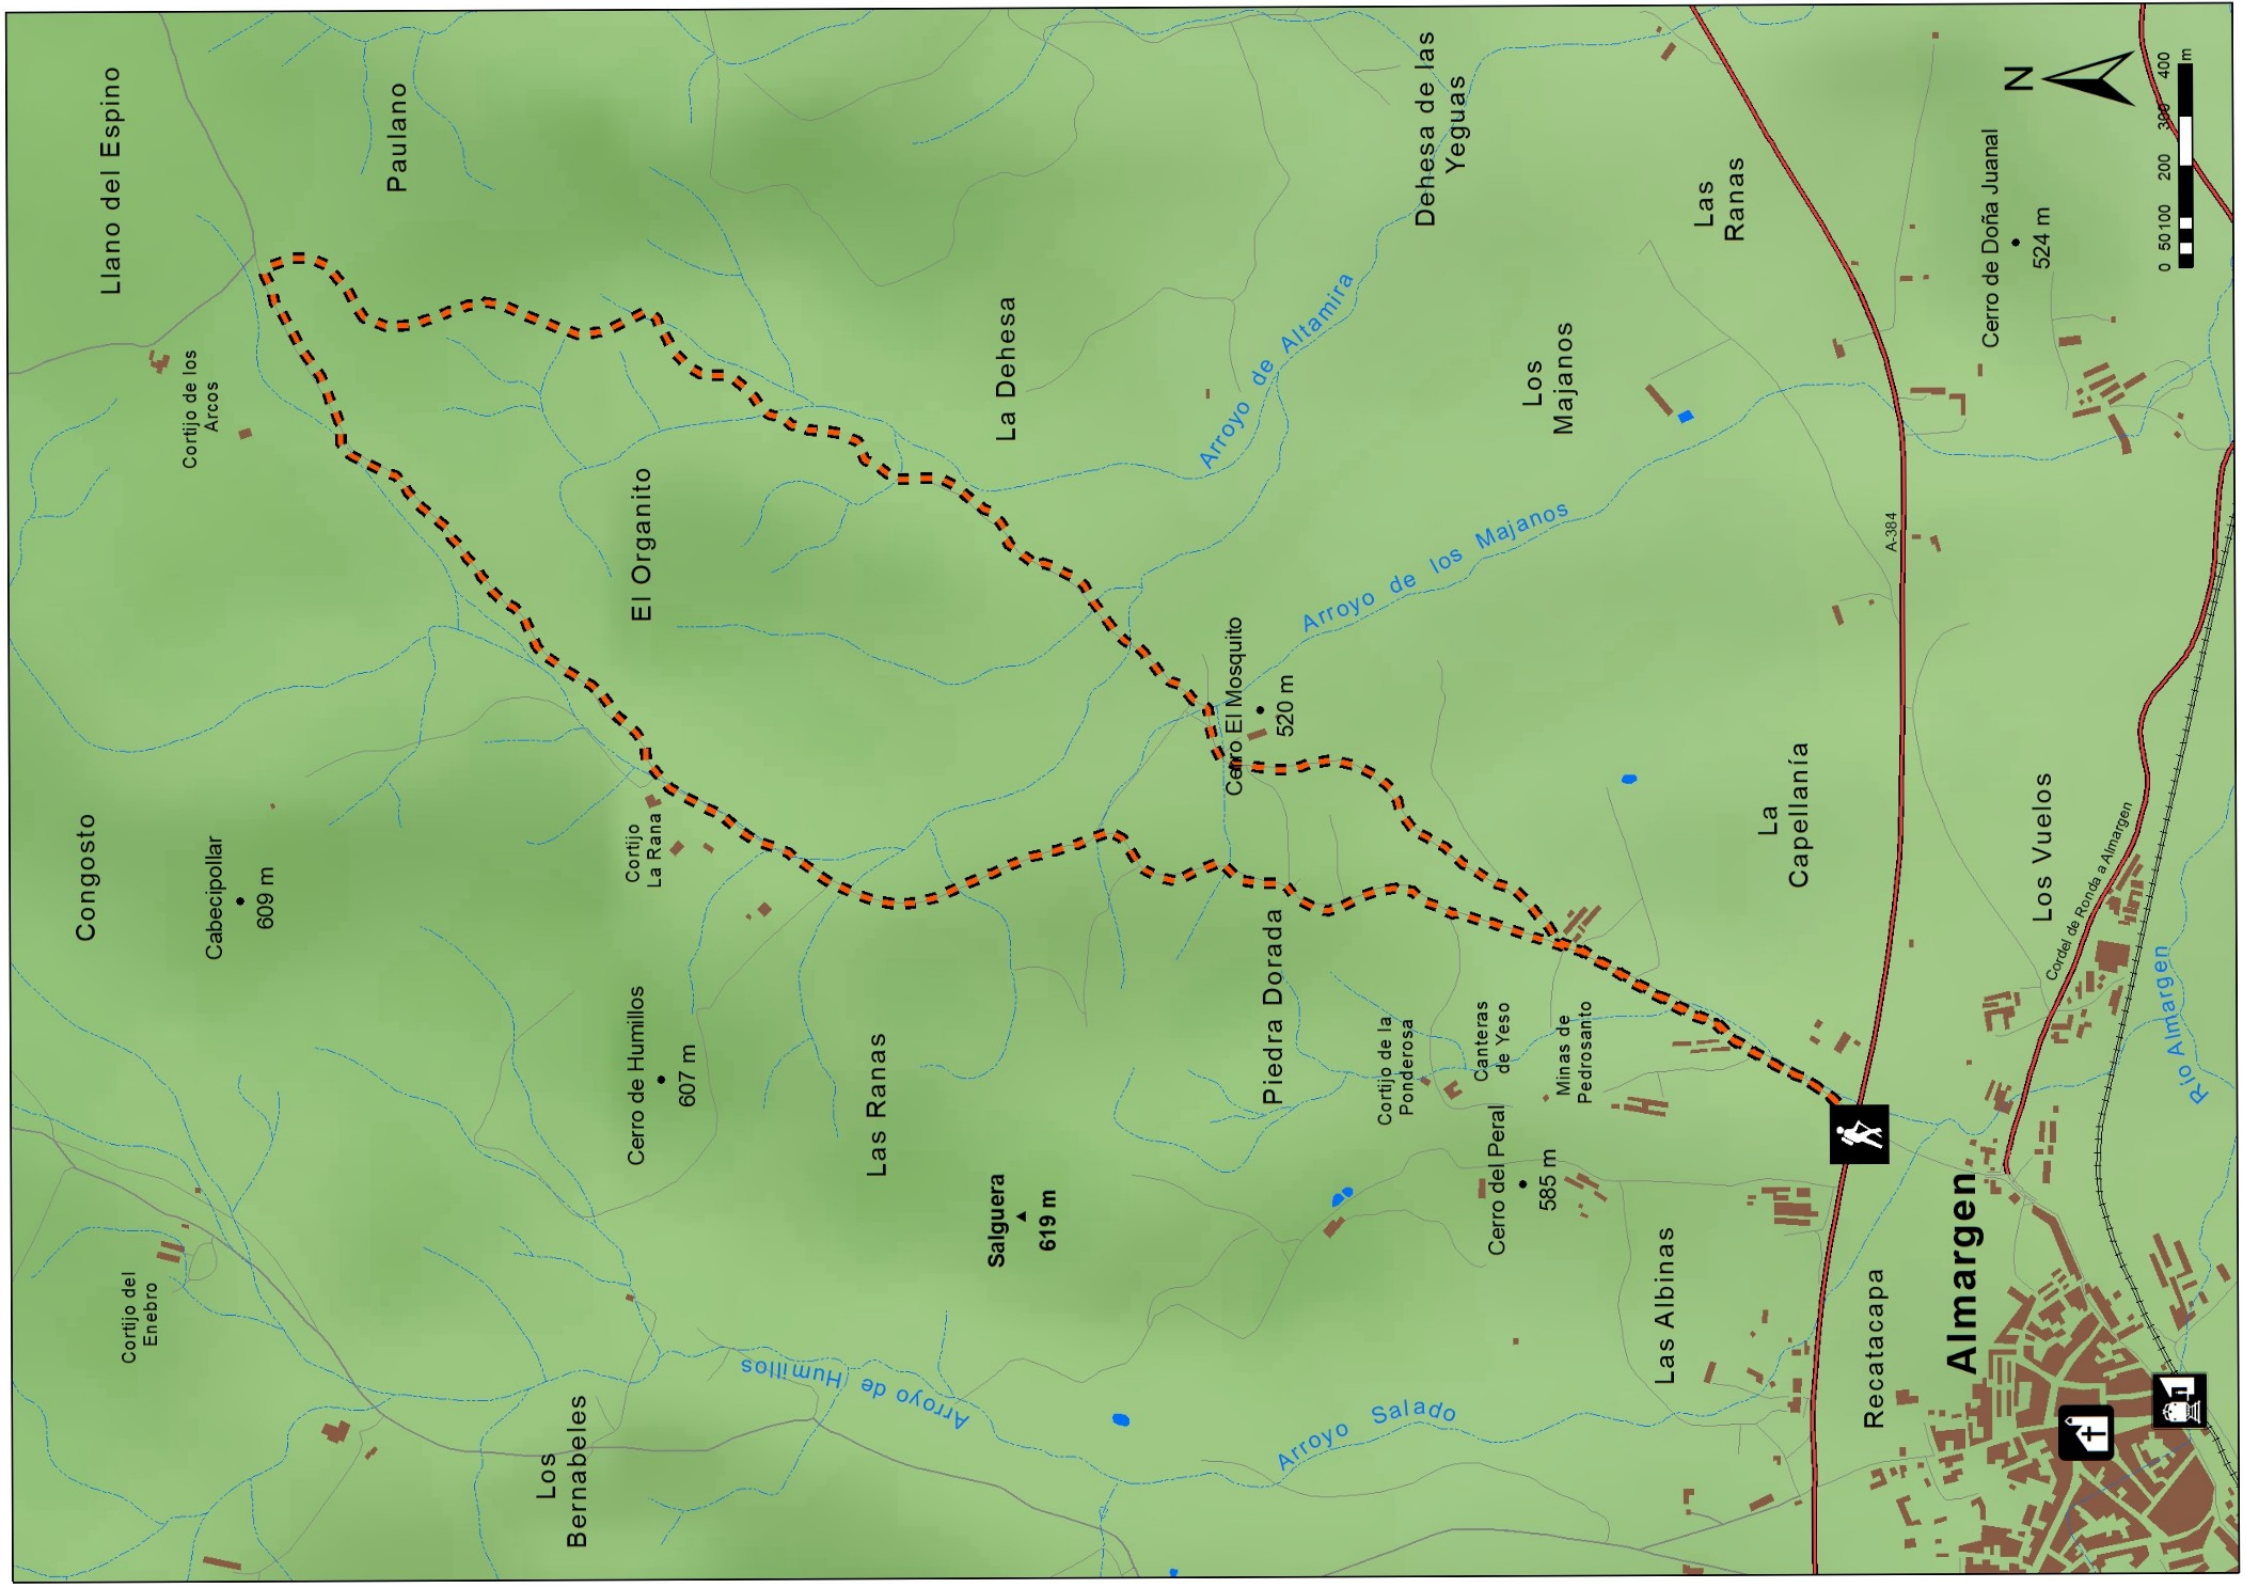 Llano del Espino
Paulano
Cortijo de los
Arcos
Congosto
Cabecipollar
609 m
Cortijo del
Enebro
El Organito
Cortijo
La Rana
Cerro de Humillos
607 m
Los
Bernabeles
La Dehesa
Las Ranas
Salguera
619 m
Arroyo de Humillos
Arroyo de Altamira
Dehesa de las
Yeguas
Cerro El Mosquito
520 m
Piedra Dorada
Arroyo Salado
Arroyo de los Majanos
Los
Majanos
Cortijo de la
Ponderosa
Canteras
de Yeso
Minas de
Pedrosanto
Cerro del Peral
585 m
Las
Ranas
La
Capellanía
Las Albinas
A-384
Recatacapa
Almargen
Los Vuelos
Cordel de Ronda a Almargen
Río Almargen
Cerro de Doña Juanal
524 m
N
0 50 100 200 300 400
m